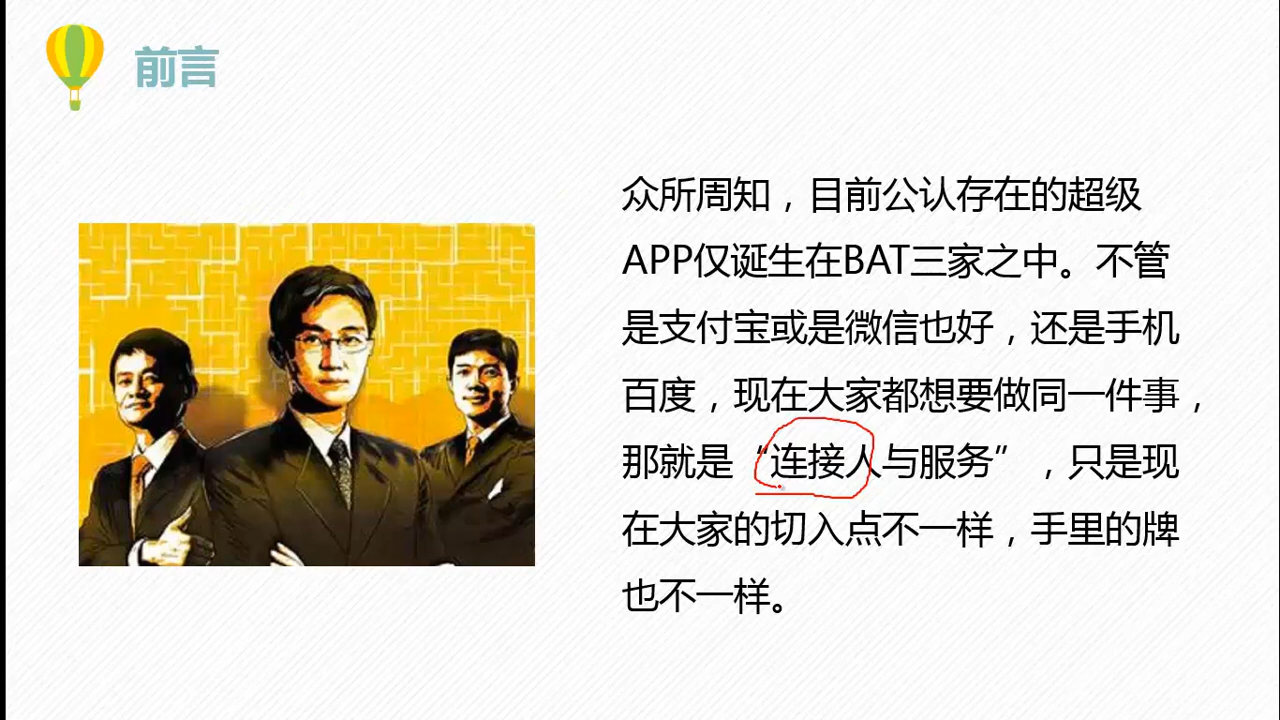 前言
众所周知，目前公认存在的超级
APP仅诞生在BAT三家之中。不管
是支付宝或是微信也好，还是手机
百度，现在大家都想要做同一件事，
那就是“连接人与服务”，只是现
在大家的切入点不一样，手里的牌
也不一样。